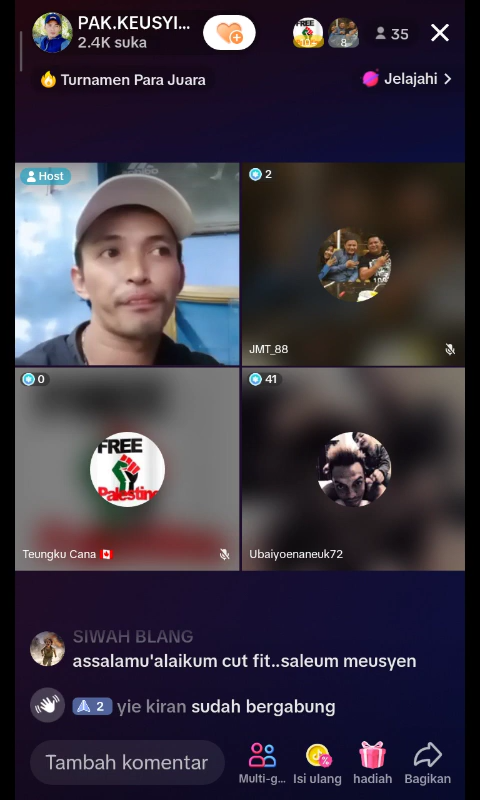 PAK.KEUSYI...
2.4K suka
10+
8
35
Turnamen Para Juara
Jelajahi
Host
2
JMT_88
0
41
FREE
Palestine
Teungku Cana 🇨🇦
Ubaiyoenaneuk72
SIWAH BLANG
assalamu'alaikum cut fit..saleum meusyen
2 yie kiran sudah bergabung
Tambah komentar
Multi-g...
Isi ulang
hadiah
Bagikan